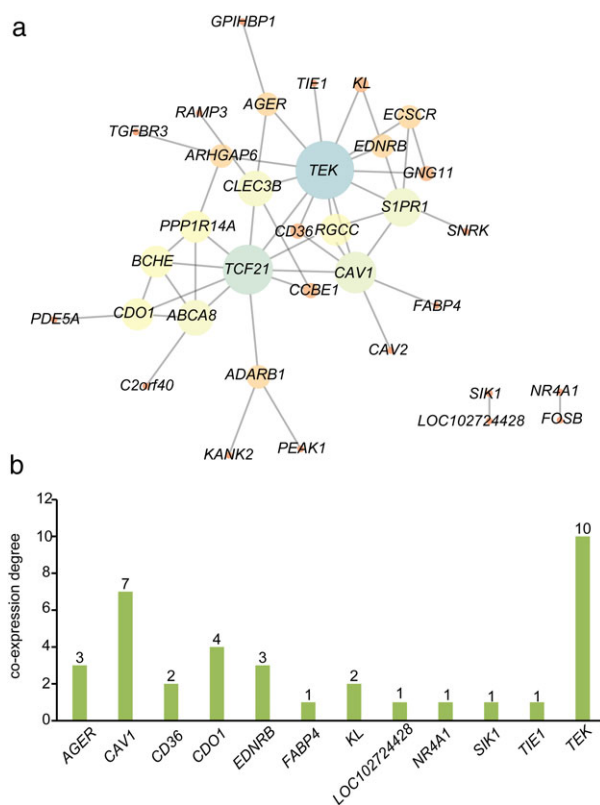 a
GPIHBP1
TIE1
KL
AGER
RAMP3
ECSCR
TGFBR3
EDNRB
ARHGAP6
TEK
GNG11
CLEC3B
S1PR1
PPP1R14A
CD36
RGCC
SNRK
BCHE
TCF21
CAV1
CCBE1
FABP4
CDO1
ABCA8
PDE5A
CAV2
ADARB1
C2orf40
SIK1
NR4A1
LOC102724428
FOSB
KANK2
PEAK1
b
co-expression degree
12
10
8
6
4
2
0
3
7
2
4
3
1
2
1
1
1
1
10
AGER
CAV1
CD36
CDO1
EDNRB
FABP4
KL
LOC102724428
NR4A1
SIK1
TIE1
TEK